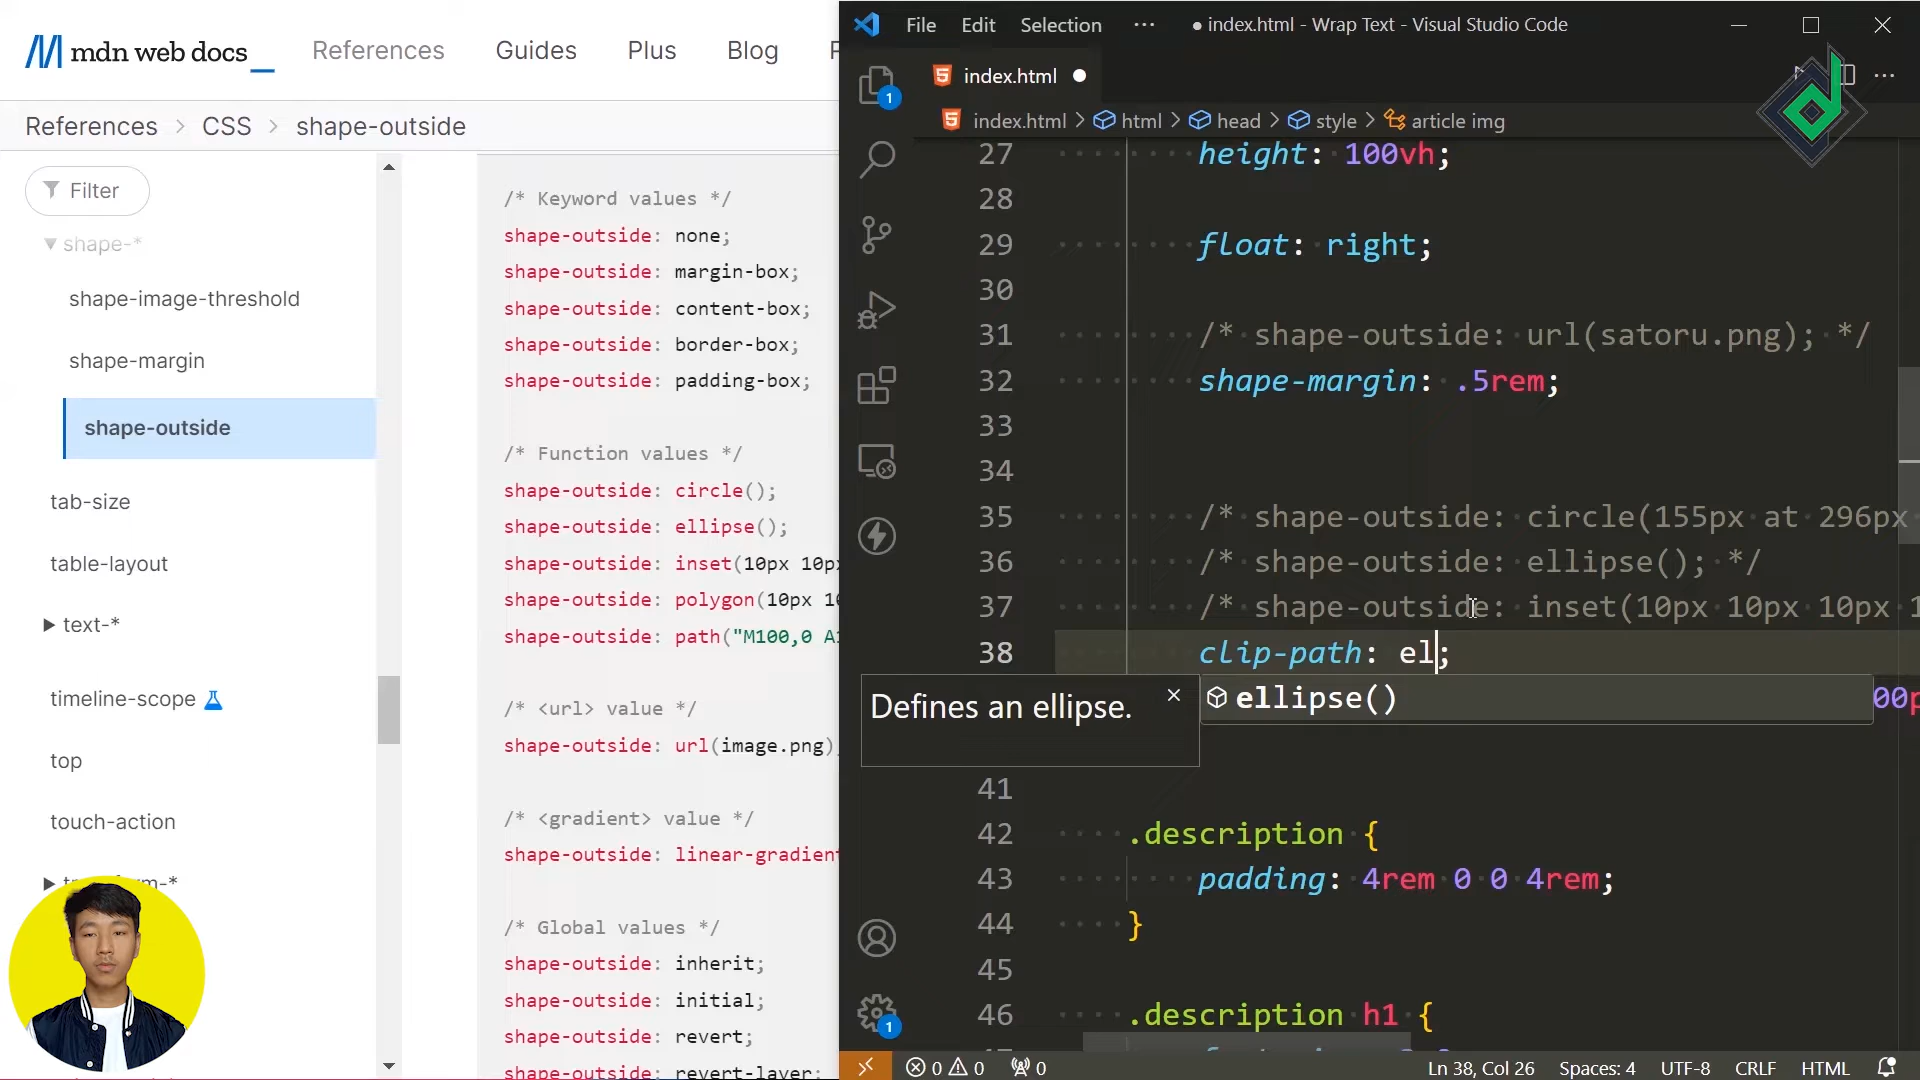 mdn web docs_
References
Guides
Plus
Blog
References > CSS > shape-outside
Filter
shape-*
shape-image-threshold
shape-margin
shape-outside
tab-size
table-layout
text-*
timeline-scope
top
touch-action
/* Keyword values */
shape-outside: none;
shape-outside: margin-box;
shape-outside: content-box;
shape-outside: border-box;
shape-outside: padding-box;
/* Function values */
shape-outside: circle();
shape-outside: ellipse();
shape-outside: inset(10px 10px
shape-outside: polygon(10px 10
shape-outside: path("M100,0 A
/* <url> value */
shape-outside: url(image.png)
/* <gradient> value */
shape-outside: linear-gradient
/* Global values */
shape-outside: inherit;
shape-outside: initial;
shape-outside: revert;
shape-outside: revert-layer;
File Edit Selection ··· ● index.html - Wrap Text - Visual Studio Code
index.html ●
index.html > html > head > style > article img
1
27 height: 100vh;
28
29 float: right;
30
31 /* shape-outside: url(satoru.png); */
32 shape-margin: .5rem;
33
34
35 /* shape-outside: circle(155px at 296px
36 /* shape-outside: ellipse(); */
37 /* shape-outside: inset(10px 10px 10px 1
38 clip-path: el;
Defines an ellipse. ×
ellipse()
00p
41
42 .description {
43 padding: 4rem 0 0 4rem;
44 }
45
46 .description h1 {
1
0 0 0
Ln 38, Col 26 Spaces: 4 UTF-8 CRLF HTML